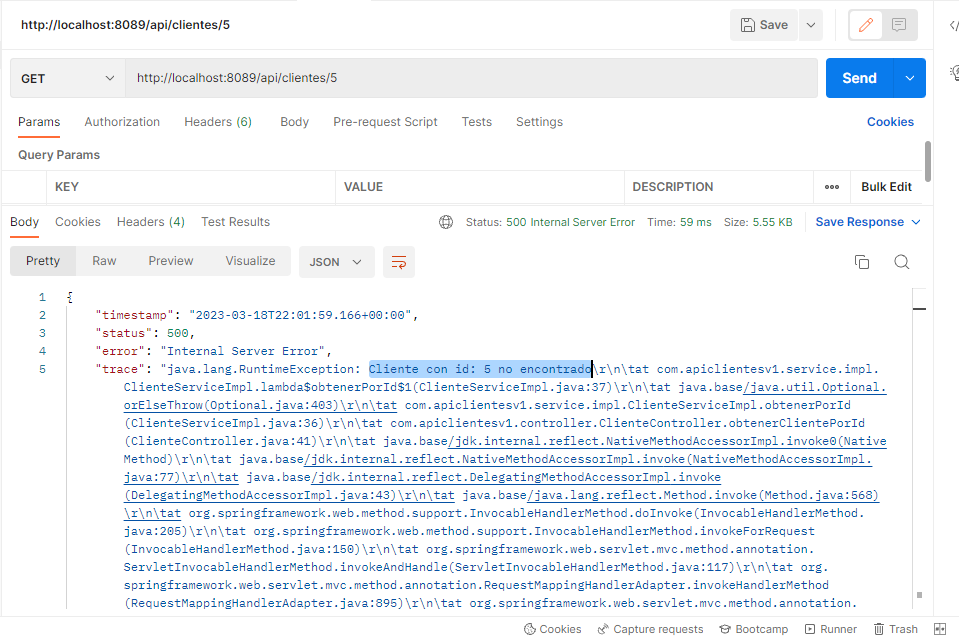 http://localhost:8089/api/clientes/5
Save
GET http://localhost:8089/api/clientes/5 Send
Params Authorization Headers (6) Body Pre-request Script Tests Settings Cookies
Query Params
KEY VALUE DESCRIPTION Bulk Edit
Body Cookies Headers (4) Test Results Status: 500 Internal Server Error Time: 59 ms Size: 5.55 KB Save Response
Pretty Raw Preview Visualize JSON
1 {
2 "timestamp": "2023-03-18T22:01:59.166+00:00",
3 "status": 500,
4 "error": "Internal Server Error",
5 "trace": "java.lang.RuntimeException: Cliente con id: 5 no encontrado\r\n\tat com.apiclientesv1.service.impl.
ClienteServiceImpl.lambda$obtenerPorId$1(ClienteServiceImpl.java:37)\r\n\tat java.base/java.util.Optional.
orElseThrow(Optional.java:403)\r\n\tat com.apiclientesv1.service.impl.ClienteServiceImpl.obtenerPorId
(ClienteServiceImpl.java:36)\r\n\tat com.apiclientesv1.controller.ClienteController.obtenerClientePorId
(ClienteController.java:41)\r\n\tat java.base/jdk.internal.reflect.NativeMethodAccessorImpl.invoke0(Native
Method)\r\n\tat java.base/jdk.internal.reflect.NativeMethodAccessorImpl.invoke(NativeMethodAccessorImpl.
java:77)\r\n\tat java.base/jdk.internal.reflect.DelegatingMethodAccessorImpl.invoke
(DelegatingMethodAccessorImpl.java:43)\r\n\tat java.base/java.lang.reflect.Method.invoke(Method.java:568)
\r\n\tat org.springframework.web.method.support.InvocableHandlerMethod.doInvoke(InvocableHandlerMethod.
java:205)\r\n\tat org.springframework.web.method.support.InvocableHandlerMethod.invokeForRequest
(InvocableHandlerMethod.java:150)\r\n\tat org.springframework.web.servlet.mvc.method.annotation.
ServletInvocableHandlerMethod.invokeAndHandle(ServletInvocableHandlerMethod.java:117)\r\n\tat org.
springframework.web.servlet.mvc.method.annotation.RequestMappingHandlerAdapter.invokeHandlerMethod
(RequestMappingHandlerAdapter.java:895)\r\n\tat org.springframework.web.servlet.mvc.method.annotation.
Cookies Capture requests Bootcamp Runner Trash